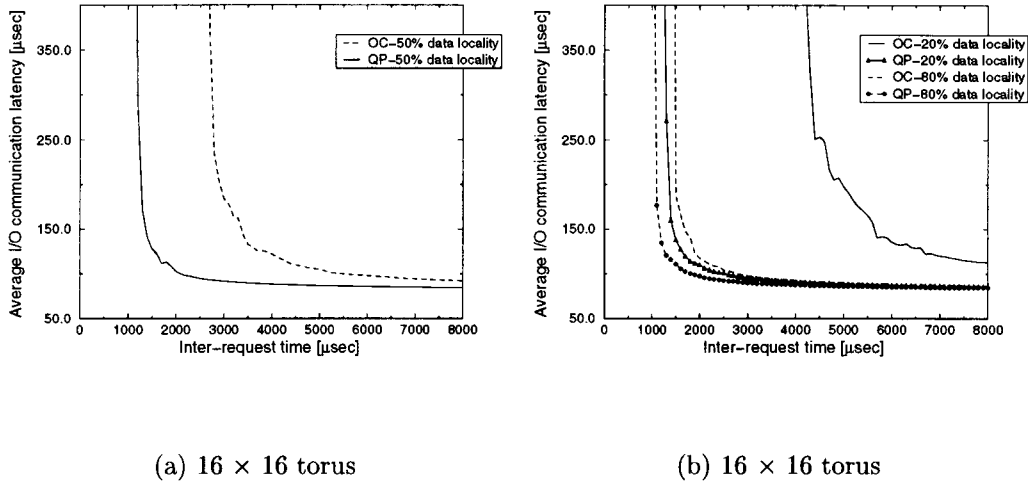 Average I/O communication latency [μsec]
350.0
250.0
150.0
50.0
0 1000 2000 3000 4000 5000 6000 7000 8000
Inter−request time [μsec]
OC−50% data locality
QP−50% data locality
(a) 16 × 16 torus
Average I/O communication latency [μsec]
350.0
250.0
150.0
50.0
0 1000 2000 3000 4000 5000 6000 7000 8000
Inter−request time [μsec]
OC−20% data locality
QP−20% data locality
OC−80% data locality
QP−80% data locality
(b) 16 × 16 torus